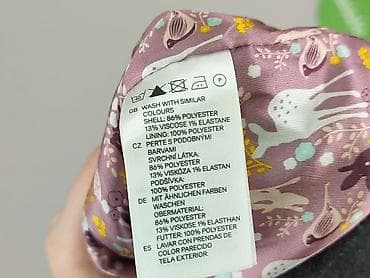 GB WASH WITH SIMILAR
COLOURS
SHELL: 86% POLYESTER
13% VISCOSE 1% ELASTANE
LINING: 100% POLYESTER
CZ PERTE S PODOBNÝMI
BARVAMI
SVRCHNÍ LÁTKA:
86% POLYESTER
13% VISKÓZA 1% ELASTAN
PODŠÍVKA:
100% POLYESTER
DE MIT ÄHNLICHEN FARBEN
WASCHEN
OBERMATERIAL:
86% POLYESTER
13% VISKOSE 1% ELASTHAN
FUTTER: 100% POLYESTER
ES LAVAR CON PRENDAS DE
COLOR PARECIDO
TELA EXTERIOR: